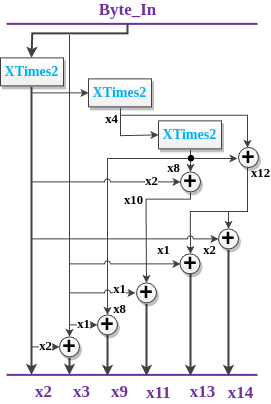 Byte_In
XTimes2
XTimes2
x4
XTimes2
+
x8
x12
x2
+
x10
+
x1
x2
+
x1
+
x8
x1
+
x2
+
x2 x3 x9 x11 x13 x14